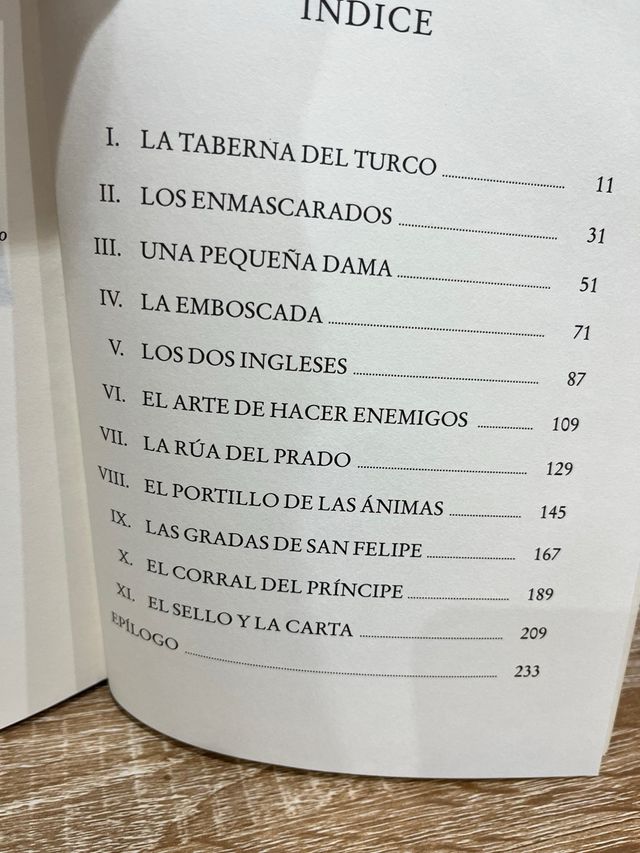 ÍNDICE
I. LA TABERNA DEL TURCO 11
II. LOS ENMASCARADOS 31
III. UNA PEQUEÑA DAMA 51
IV. LA EMBOSCADA 71
V. LOS DOS INGLESES 87
VI. EL ARTE DE HACER ENEMIGOS 109
VII. LA RÚA DEL PRADO 129
VIII. EL PORTILLO DE LAS ÁNIMAS 145
IX. LAS GRADAS DE SAN FELIPE 167
X. EL CORRAL DEL PRÍNCIPE 189
XI. EL SELLO Y LA CARTA 209
EPÍLOGO 233